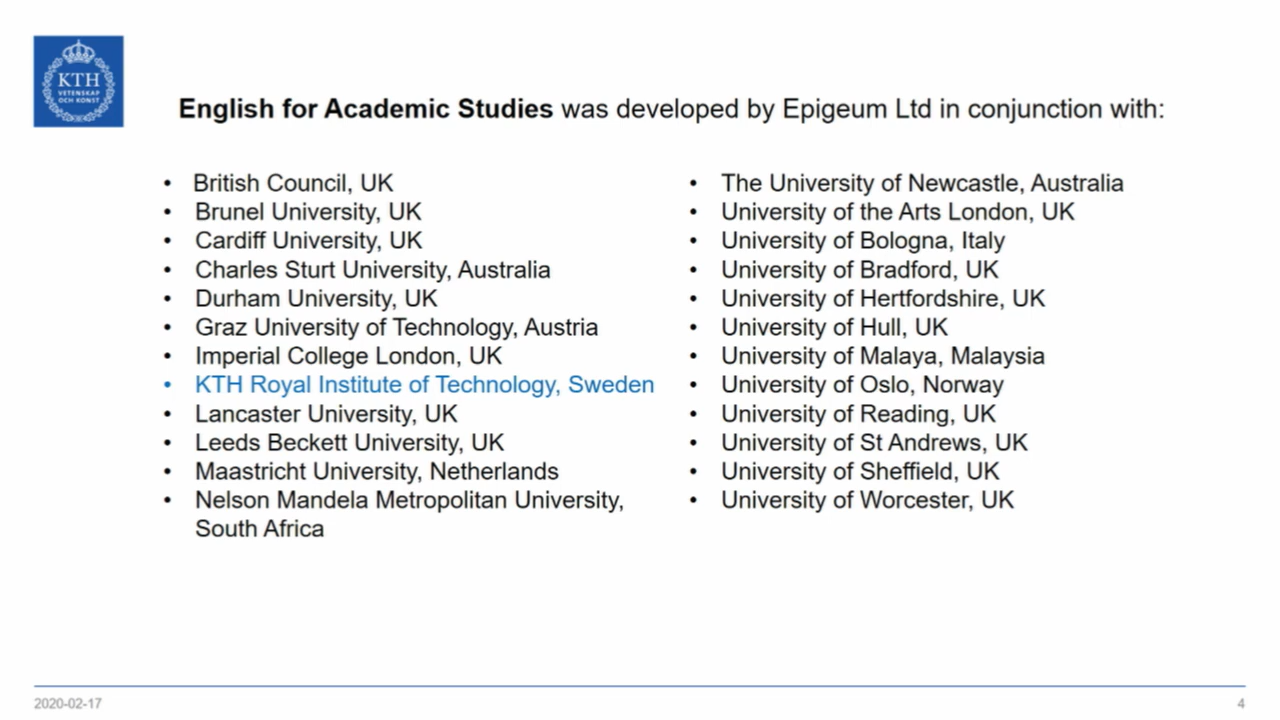 KTH
VETENSKAP
OCH KONST
English for Academic Studies was developed by Epigeum Ltd in conjunction with:
• British Council, UK
• Brunel University, UK
• Cardiff University, UK
• Charles Sturt University, Australia
• Durham University, UK
• Graz University of Technology, Austria
• Imperial College London, UK
• KTH Royal Institute of Technology, Sweden
• Lancaster University, UK
• Leeds Beckett University, UK
• Maastricht University, Netherlands
• Nelson Mandela Metropolitan University,
South Africa
• The University of Newcastle, Australia
• University of the Arts London, UK
• University of Bologna, Italy
• University of Bradford, UK
• University of Hertfordshire, UK
• University of Hull, UK
• University of Malaya, Malaysia
• University of Oslo, Norway
• University of Reading, UK
• University of St Andrews, UK
• University of Sheffield, UK
• University of Worcester, UK
2020-02-17
4